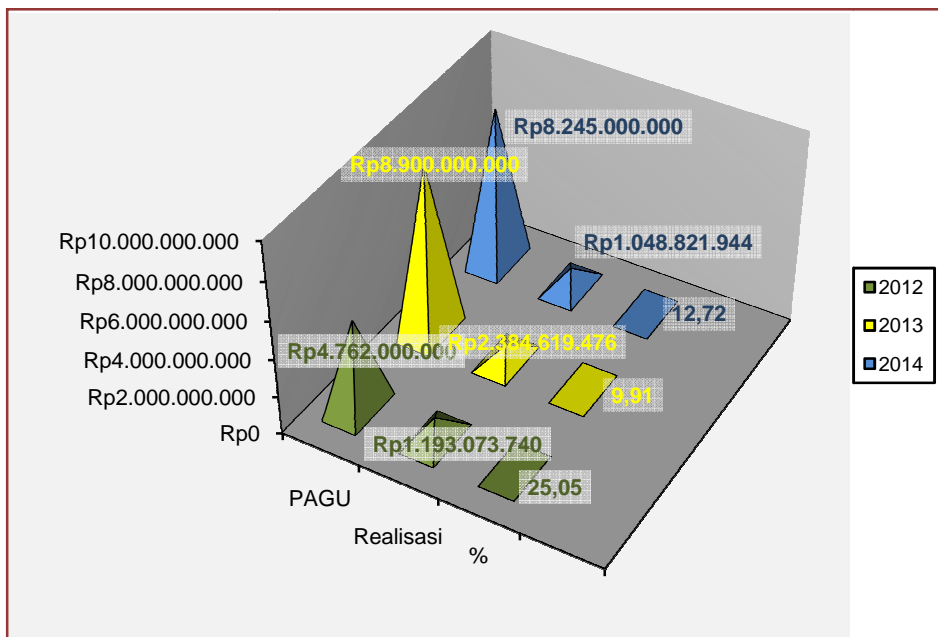 Rp8.245.000.000
Rp8.900.000.000
Rp10.000.000.000
Rp8.000.000.000
Rp6.000.000.000
Rp4.000.000.000
Rp2.000.000.000
Rp0
Rp1.048.821.944
12,72
Rp4.762.000.000
Rp2.384.619.476
9,91
Rp1.193.073.740
25,05
PAGU
Realisasi
%
2012
2013
2014